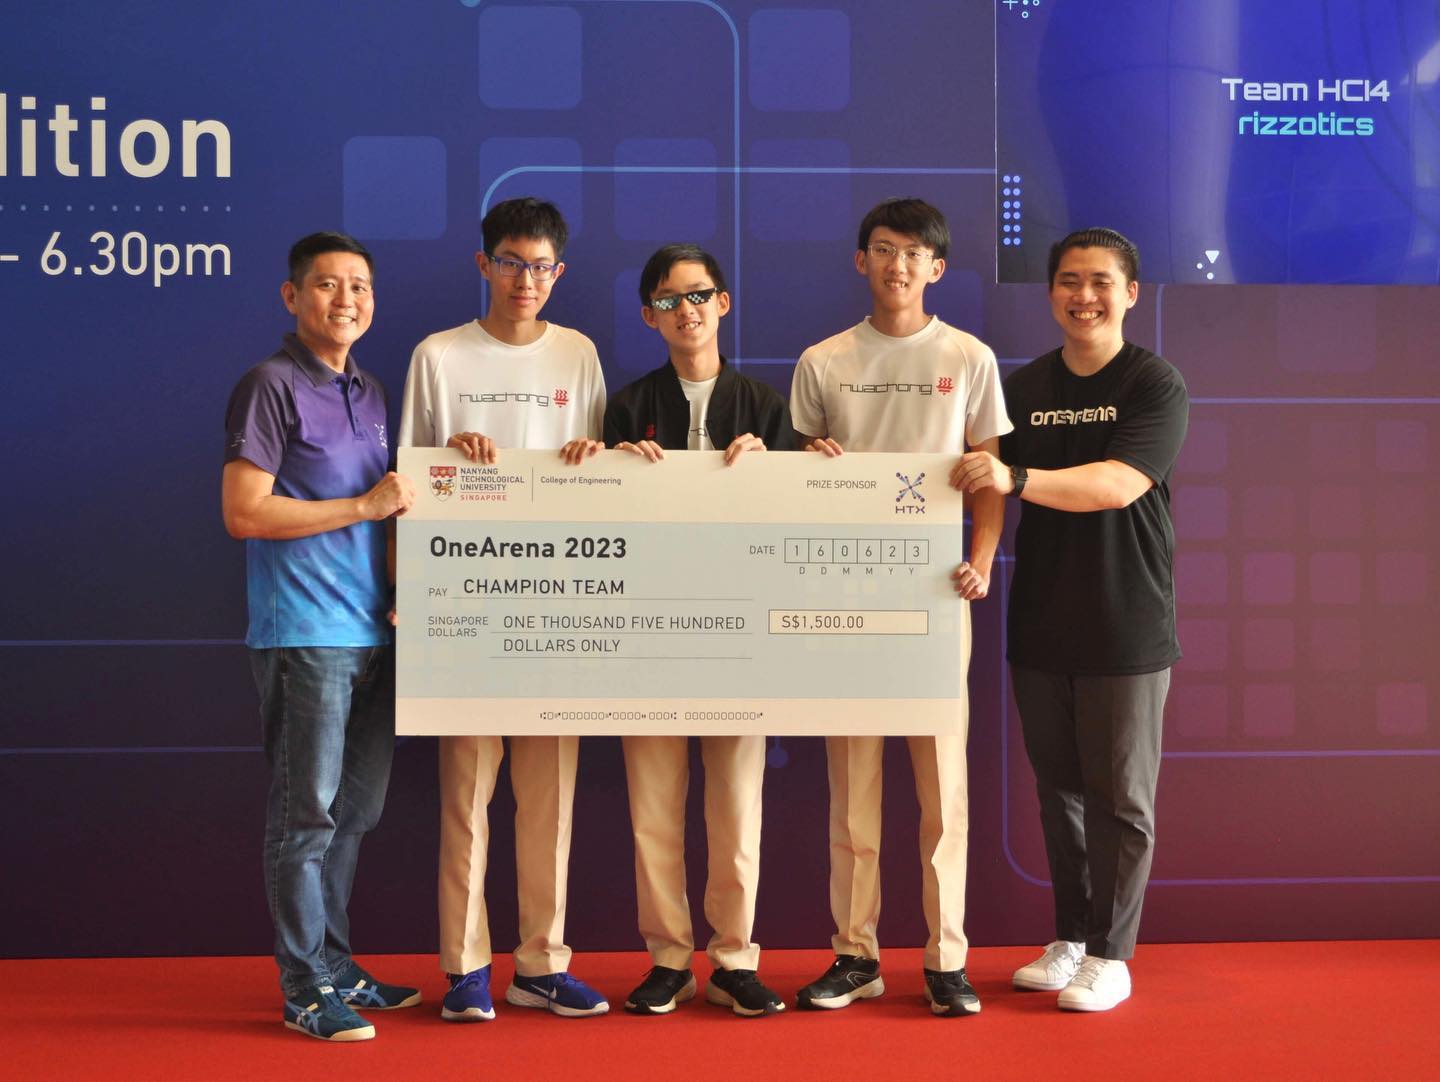 dition
- 6.30pm
Team HCI4
rizzotics
hwachong
hwachong
ONEARENA
NANYANG
TECHNOLOGICAL
UNIVERSITY
SINGAPORE
College of Engineering
PRIZE SPONSOR
HTX
OneArena 2023
DATE 1 6 0 6 2 3
D D M M Y Y
PAY CHAMPION TEAM
SINGAPORE
DOLLARS
ONE THOUSAND FIVE HUNDRED
DOLLARS ONLY
S$1,500.00